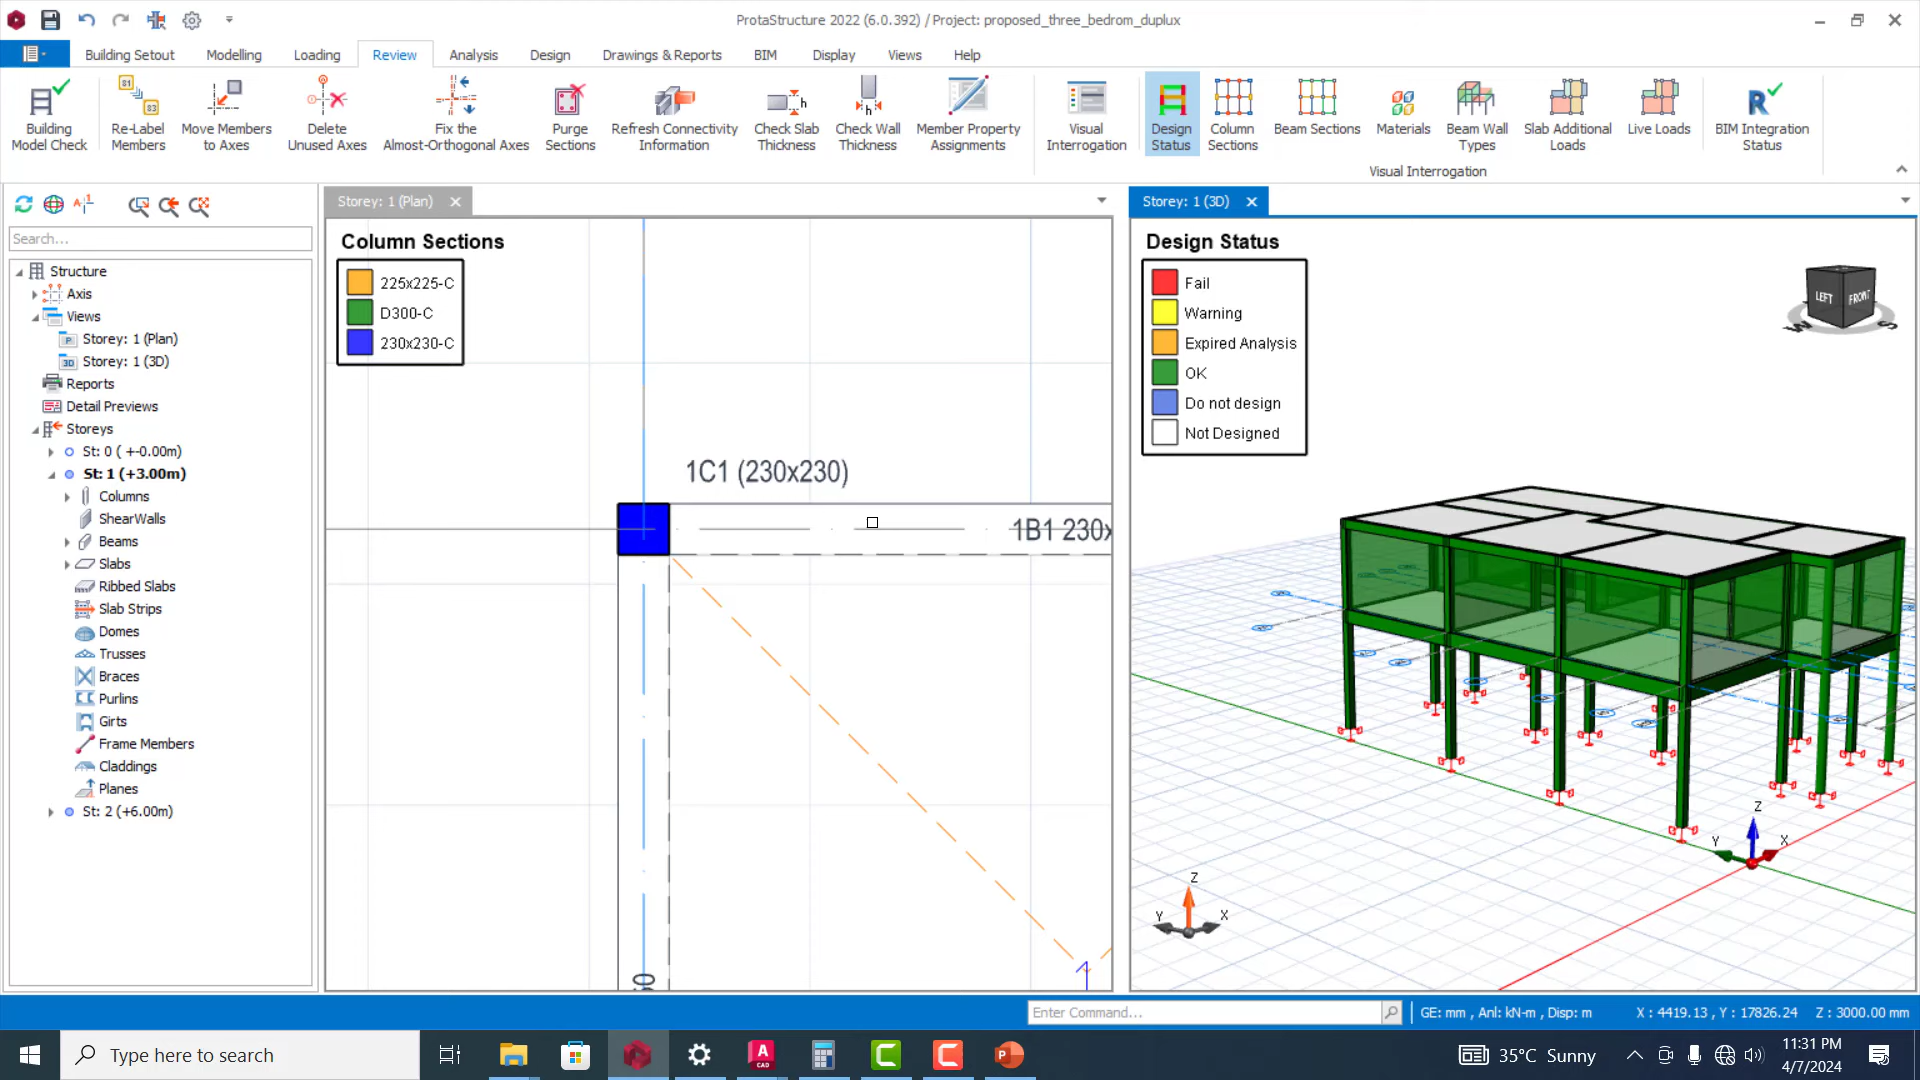 ProtaStructure 2022 (6.0.392) / Project: proposed_three_bedrom_duplux
Building Setout Modelling Loading Review Analysis Design Drawings & Reports BIM Display Views Help
Building Model Check
Re-Label Members
Move Members to Axes
Delete Unused Axes
Fix the Almost-Orthogonal Axes
Purge Sections
Refresh Connectivity Information
Check Slab Thickness
Check Wall Thickness
Member Property Assignments
Visual Interrogation
Design Status
Column Sections
Beam Sections
Materials
Beam Wall Types
Slab Additional Loads
Live Loads
BIM Integration Status
Visual Interrogation
Search...
Structure
Axis
Views
Storey: 1 (Plan)
Storey: 1 (3D)
Reports
Detail Previews
Storeys
St: 0 ( +-0.00m)
St: 1 (+3.00m)
Columns
ShearWalls
Beams
Slabs
Ribbed Slabs
Slab Strips
Domes
Trusses
Braces
Purlins
Girts
Frame Members
Claddings
Planes
St: 2 (+6.00m)
Storey: 1 (Plan)
Column Sections
225x225-C
D300-C
230x230-C
1C1 (230x230)
1B1 230x
Storey: 1 (3D)
Design Status
Fail
Warning
Expired Analysis
OK
Do not design
Not Designed
LEFT FRONT
W S
Z
Y X
Z
Y X
Enter Command...
GE: mm , Anl: kN-m , Disp: m
X : 4419.13 , Y : 17826.24 Z : 3000.00 mm
Type here to search
35°C Sunny
11:31 PM
4/7/2024